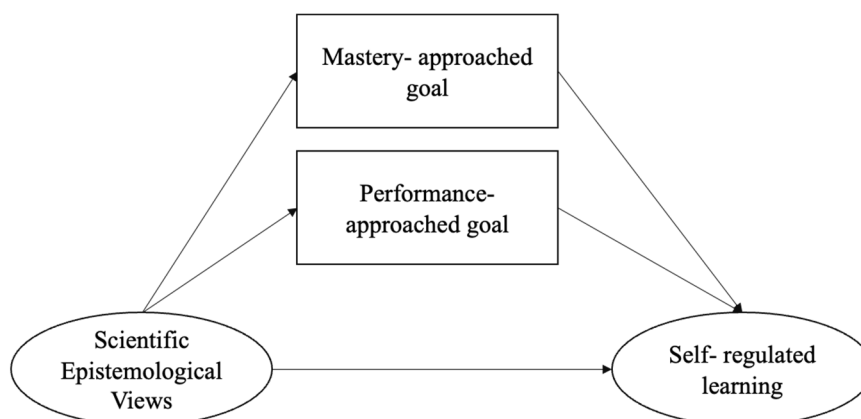 Mastery- approached
goal
Performance-
approached goal
Scientific
Epistemological
Views
Self- regulated
learning